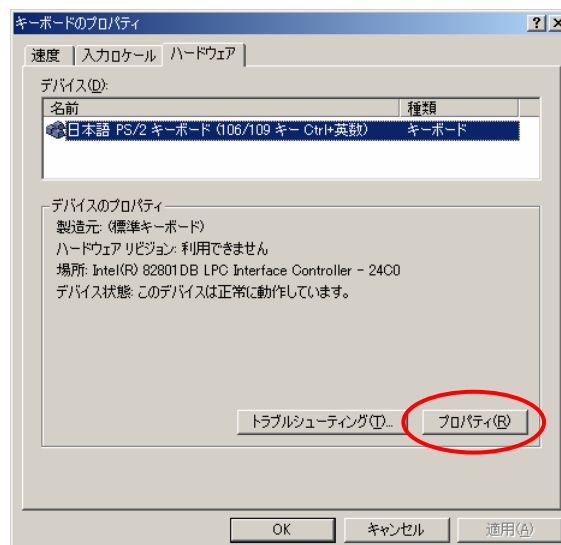 キーボードのプロパティ
速度 入力ロケール ハードウェア
デバイス(D):
名前 種類
日本語 PS/2 キーボード (106/109 キー Ctrl+英数) キーボード
デバイスのプロパティ
製造元: (標準キーボード)
ハードウェア リビジョン: 利用できません
場所: Intel(R) 82801DB LPC Interface Controller - 24C0
デバイス状態: このデバイスは正常に動作しています。
トラブルシューティング(T)... プロパティ(R)
OK キャンセル 適用(A)